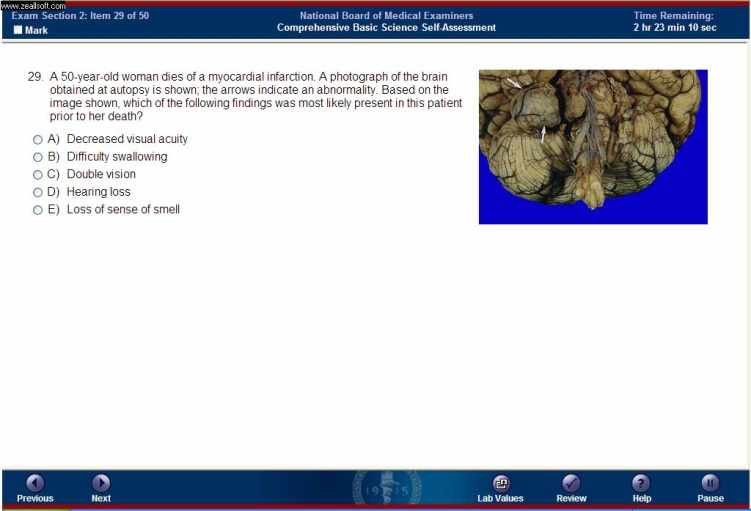 www.zeallsoft.com
Exam Section 2: Item 29 of 50
National Board of Medical Examiners
Time Remaining:
Mark
Comprehensive Basic Science Self-Assessment
2 hr 23 min 10 sec
29. A 50-year-old woman dies of a myocardial infarction. A photograph of the brain
obtained at autopsy is shown; the arrows indicate an abnormality. Based on the
image shown, which of the following findings was most likely present in this patient
prior to her death?
A) Decreased visual acuity
B) Difficulty swallowing
C) Double vision
D) Hearing loss
E) Loss of sense of smell
1915
Previous
Next
Lab Values
Review
Help
Pause